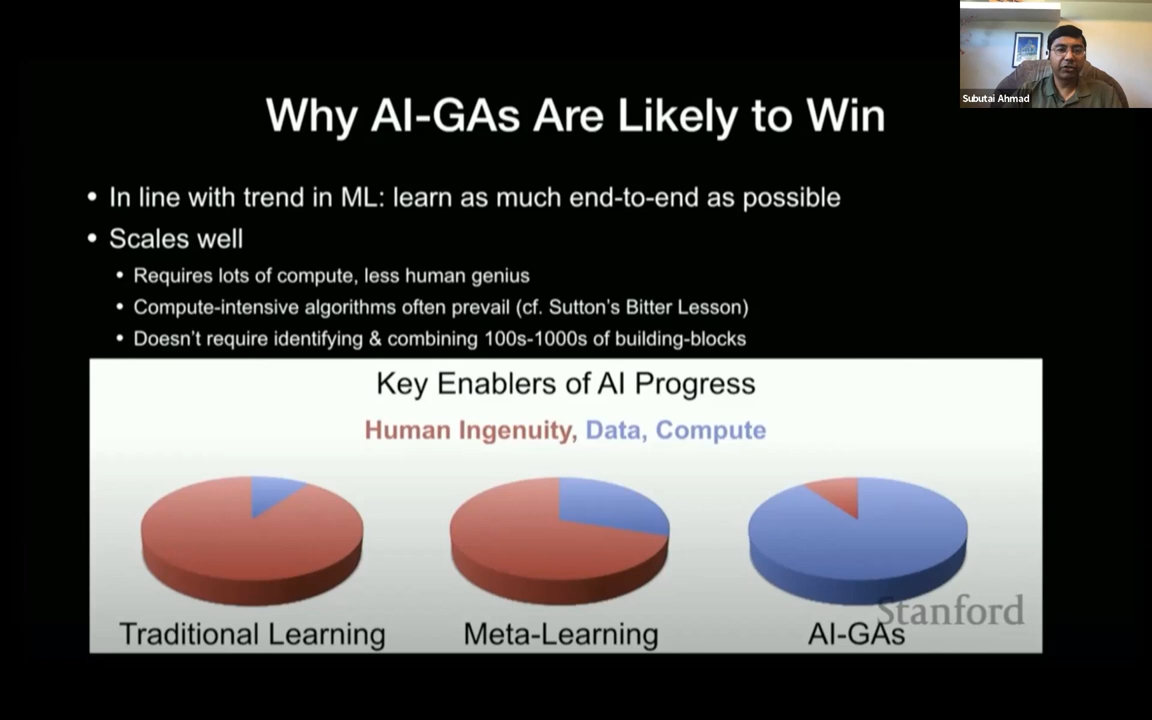 Subutai Ahmad
Why AI-GAs Are Likely to Win
• In line with trend in ML: learn as much end-to-end as possible
• Scales well
• Requires lots of compute, less human genius
• Compute-intensive algorithms often prevail (cf. Sutton's Bitter Lesson)
• Doesn't require identifying & combining 100s-1000s of building-blocks
Key Enablers of AI Progress
Human Ingenuity, Data, Compute
Stanford
Traditional Learning Meta-Learning AI-GAs